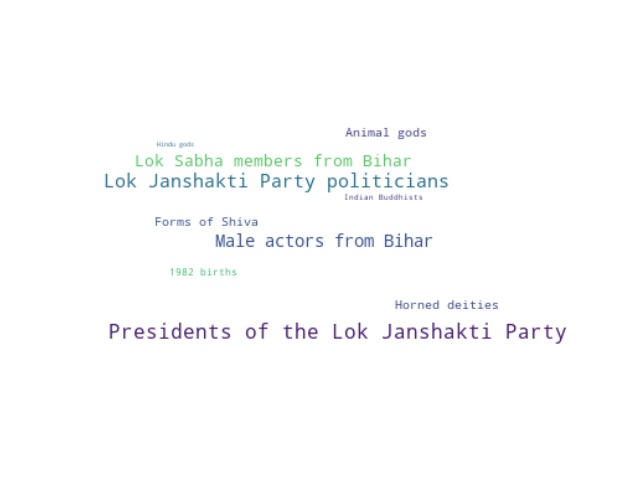 Animal gods
Hindu gods
Lok Sabha members from Bihar
Lok Janshakti Party politicians
Indian Buddhists
Forms of Shiva
Male actors from Bihar
1982 births
Horned deities
Presidents of the Lok Janshakti Party